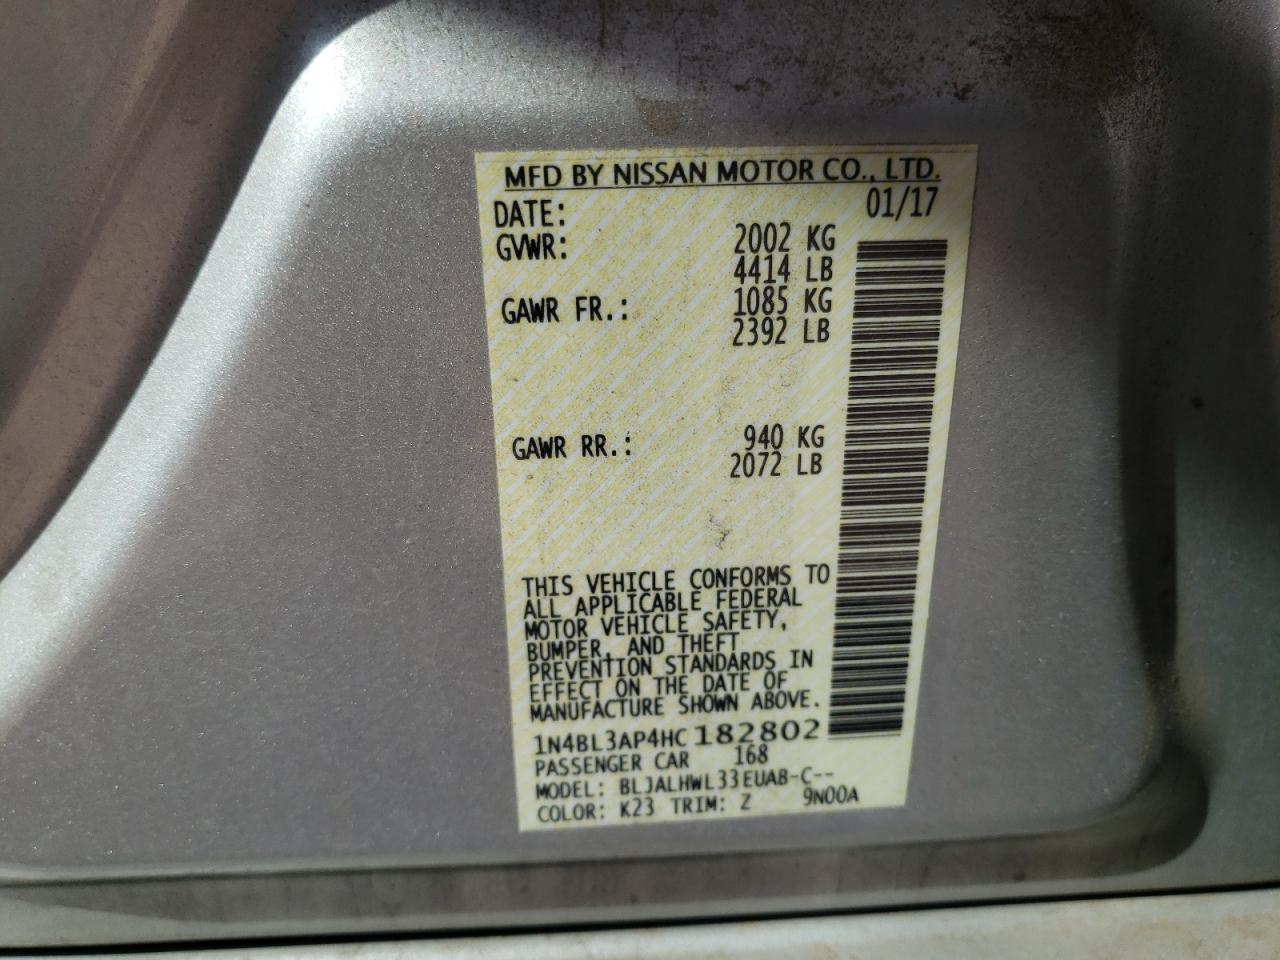 MFD BY NISSAN MOTOR CO., LTD.
DATE: 01/17
GVWR: 2002 KG
4414 LB
GAWR FR.: 1085 KG
2392 LB
GAWR RR.: 940 KG
2072 LB
THIS VEHICLE CONFORMS TO
ALL APPLICABLE FEDERAL
MOTOR VEHICLE SAFETY,
BUMPER, AND THEFT
PREVENTION STANDARDS IN
EFFECT ON THE DATE OF
MANUFACTURE SHOWN ABOVE.
1N4BL3AP4HC182802
PASSENGER CAR 168
MODEL: BLJALHWL33EUAB-C--
COLOR: K23 TRIM: Z 9N00A